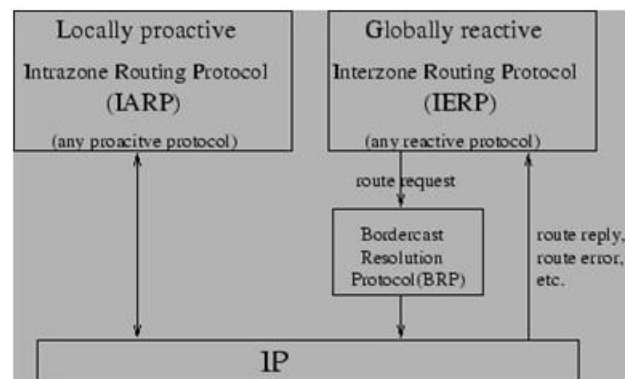 Locally proactive
Intrazone Routing Protocol
(IARP)
(any proacitve protocol)
Globally reactive
Interzone Routing Protocol
(IERP)
(any reactive protocol)
route request
Bordercast
Resolution
Protocol(BRP)
route reply,
route error,
etc.
IP